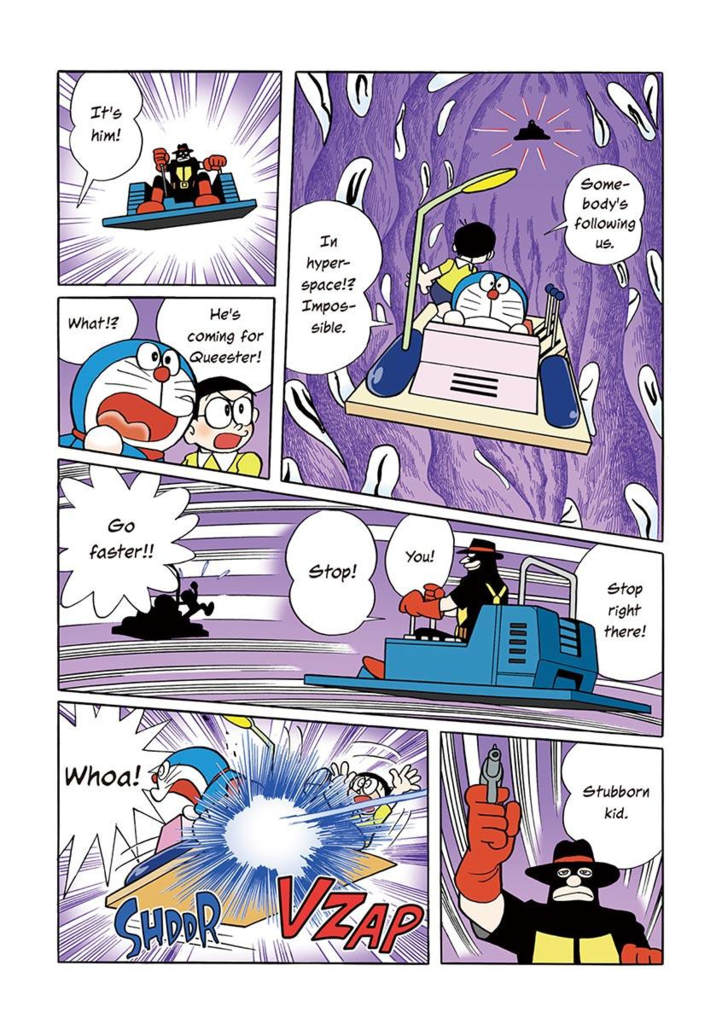 Some-
body's
following
us.
In
hyper-
space!?
Impos-
sible.
It's
him!
He's
coming for
Queester!
What!?
Stop
right
there!
You!
Stop!
Go
faster!!
Stubborn
kid.
VZAP
Whoa!
SHDDR